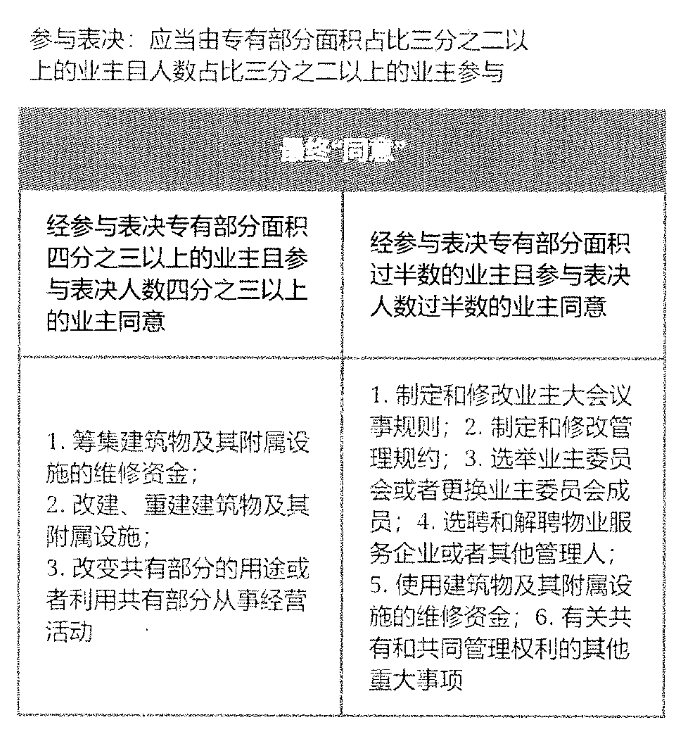 参与表决：应当由专有部分面积占比三分之二以
上的业主且人数占比三分之二以上的业主参与
最终“同意”
经参与表决专有部分面积
四分之三以上的业主且参
与表决人数四分之三以上
的业主同意
经参与表决专有部分面积
过半数的业主且参与表决
人数过半数的业主同意
1. 筹集建筑物及其附属设
施的维修资金；
2. 改建、重建建筑物及其
附属设施；
3. 改变共有部分的用途或
者利用共有部分从事经营
活动
1. 制定和修改业主大会议
事规则；2. 制定和修改管
理规约；3. 选举业主委员
会或者更换业主委员会成
员；4. 选聘和解聘物业服
务企业或者其他管理人；
5. 使用建筑物及其附属设
施的维修资金；6. 有关共
有和共同管理权利的其他
重大事项